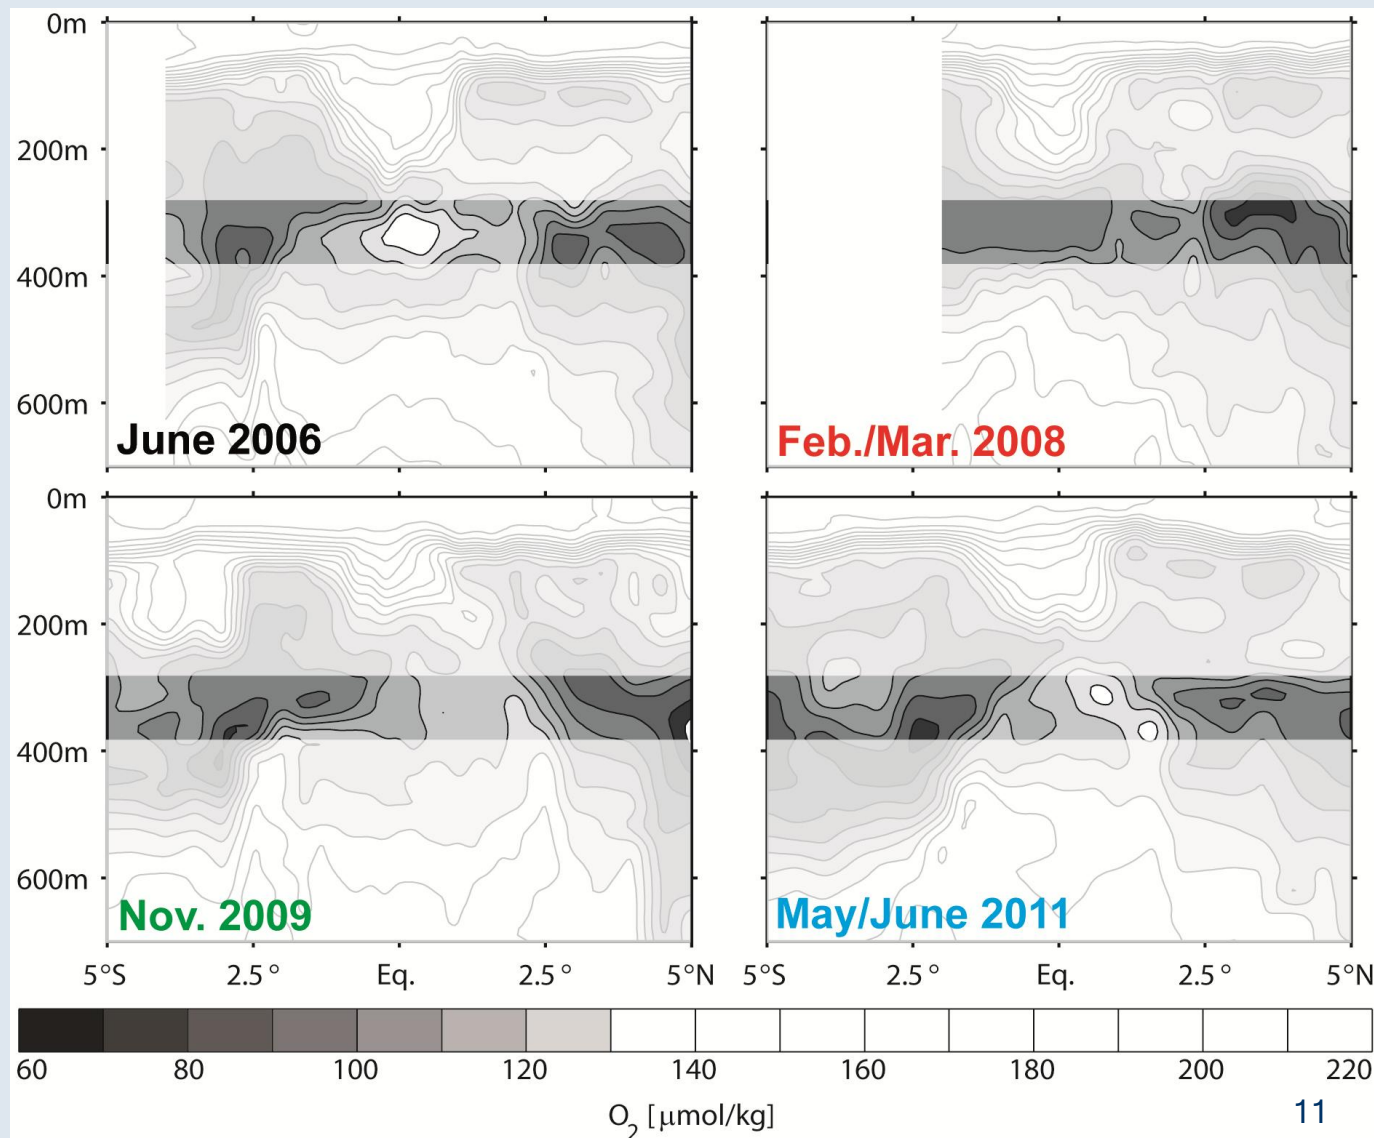 0m
200m
400m
600m
June 2006
Feb./Mar. 2008
0m
200m
400m
600m
Nov. 2009
May/June 2011
5°S 2.5° Eq. 2.5° 5°N 5°S 2.5° Eq. 2.5° 5°N
60 80 100 120 140 160 180 200 220
O₂ [µmol/kg]
11